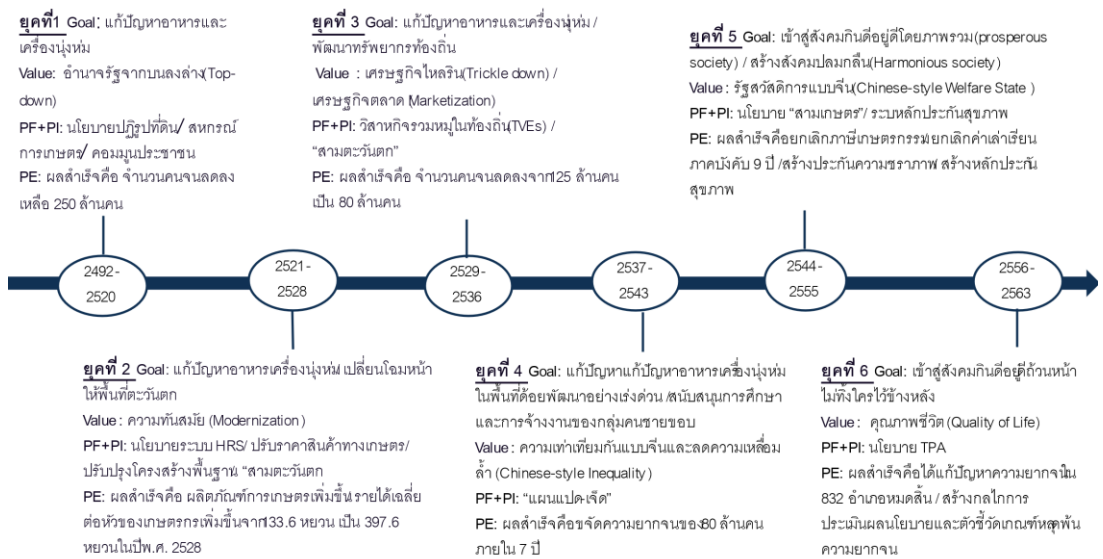 ยุคที่1 Goal: แก้ปัญหาอาหารและ
เครื่องนุ่งห่ม
Value: อำนาจรัฐจากบนลงล่าง(Top-
down)
PF+PI: นโยบายปฏิรูปที่ดิน/ สหกรณ์
การเกษตร/ คอมมูนประชาชน
PE: ผลสำเร็จคือ จำนวนคนจนลดลง
เหลือ 250 ล้านคน
ยุคที่ 3 Goal: แก้ปัญหาอาหารและเครื่องนุ่งห่ม /
พัฒนาทรัพยากรท้องถิ่น
Value : เศรษฐกิจไหลริน(Trickle down) /
เศรษฐกิจตลาด (Marketization)
PF+PI: วิสาหกิจรวมหมู่ในท้องถิ่น(TVEs) /
“สามตะวันตก”
PE: ผลสำเร็จคือ จำนวนคนจนลดลงจาก125 ล้านคน
เป็น 80 ล้านคน
ยุคที่ 5 Goal: เข้าสู่สังคมกินดีอยู่ดีโดยภาพรวม(prosperous
society) / สร้างสังคมปลมกลืน(Harmonious society)
Value: รัฐสวัสดิการแบบจีน(Chinese-style Welfare State )
PF+PI: นโยบาย “สามเกษตร”/ ระบบหลักประกันสุขภาพ
PE: ผลสำเร็จคือยกเลิกภาษีเกษตรกรรม/ยกเลิกค่าเล่าเรียน
ภาคบังคับ 9 ปี /สร้างประกันความชราภาพ สร้างหลักประกัน
สุขภาพ
2492-
2520
2521-
2528
2529-
2536
2537-
2543
2544-
2555
2556-
2563
ยุคที่ 2 Goal: แก้ปัญหาอาหารเครื่องนุ่งห่ม/ เปลี่ยนโฉมหน้า
ให้พื้นที่ตะวันตก
Value: ความทันสมัย (Modernization)
PF+PI: นโยบายระบบ HRS/ ปรับราคาสินค้าทางเกษตร/
ปรับปรุงโครงสร้างพื้นฐาน/ “สามตะวันตก
PE: ผลสำเร็จคือ ผลิตภัณฑ์การเกษตรเพิ่มขึ้น/ รายได้เฉลี่ย
ต่อหัวของเกษตรกรเพิ่มขึ้นจาก133.6 หยวน เป็น 397.6
หยวนในปีพ.ศ. 2528
ยุคที่ 4 Goal: แก้ปัญหาแก้ปัญหาอาหารเครื่องนุ่งห่ม
ในพื้นที่ด้อยพัฒนาอย่างเร่งด่วน /สนับสนุนการศึกษา
และการจ้างงานของกลุ่มคนชายขอบ
Value : ความเท่าเทียมกันแบบจีนและลดความเหลื่อม
ล้ำ (Chinese-style Inequality)
PF+PI: “แผนแปด-เจ็ด”
PE: ผลสำเร็จคือขจัดความยากจนของ80 ล้านคน
ภายใน 7 ปี
ยุคที่ 6 Goal: เข้าสู่สังคมกินดีอยู่ดีถ้วนหน้า
ไม่ทิ้งใครไว้ข้างหลัง
Value : คุณภาพชีวิต (Quality of Life)
PF+PI: นโยบาย TPA
PE: ผลสำเร็จคือได้แก้ปัญหาความยากจนใน
832 อำเภอหมดสิ้น / สร้างกลไกการ
ประเมินผลนโยบายและตัวชี้วัดเกณฑ์หลุดพ้น
ความยากจน